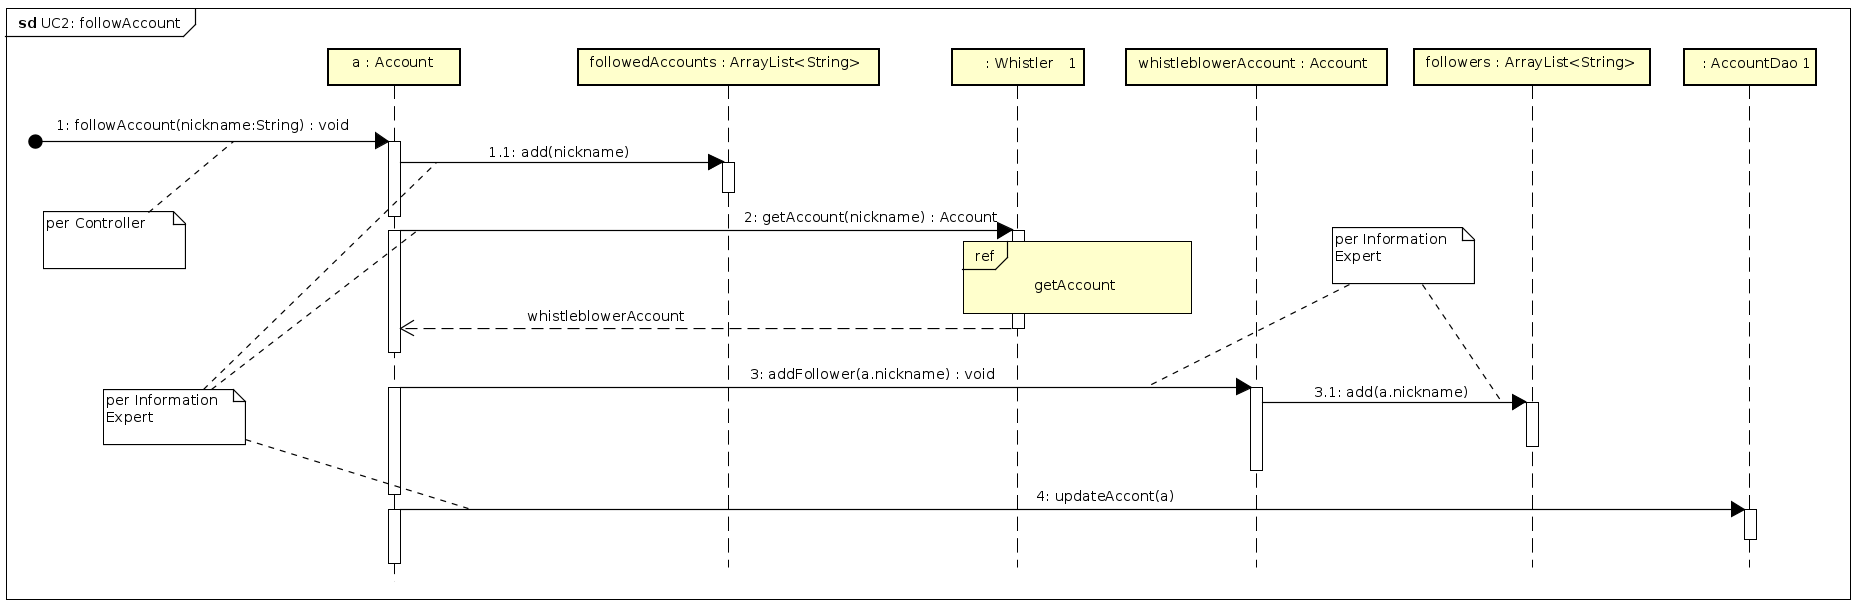 sd UC2: followAccount
a : Account
followedAccounts : ArrayList<String>
: Whistler 1
whistleblowerAccount : Account
followers : ArrayList<String>
: AccountDao 1
1: followAccount(nickname:String) : void
1.1: add(nickname)
per Controller
2: getAccount(nickname) : Account
ref
getAccount
per Information
Expert
whistleblowerAccount
3: addFollower(a.nickname) : void
3.1: add(a.nickname)
per Information
Expert
4: updateAccont(a)